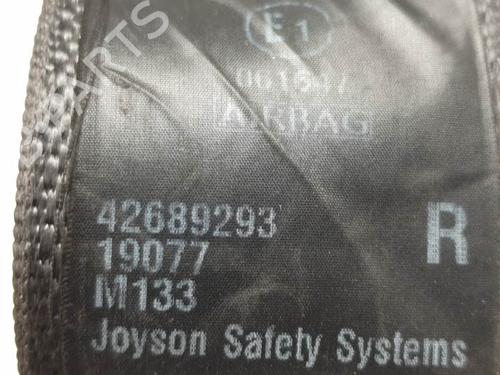 E1
AIRBAG
42689293
R
19077
M133
Joyson Safety Systems